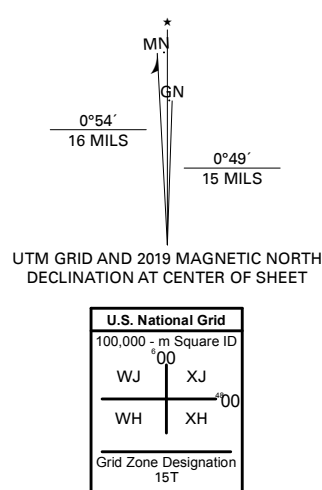 ★
MN
GN
0°54´
16 MILS
0°49´
15 MILS
UTM GRID AND 2019 MAGNETIC NORTH
DECLINATION AT CENTER OF SHEET
U.S. National Grid
100,000 - m Square ID
⁶00
WJ XJ
⁴⁹00
WH XH
Grid Zone Designation
15T